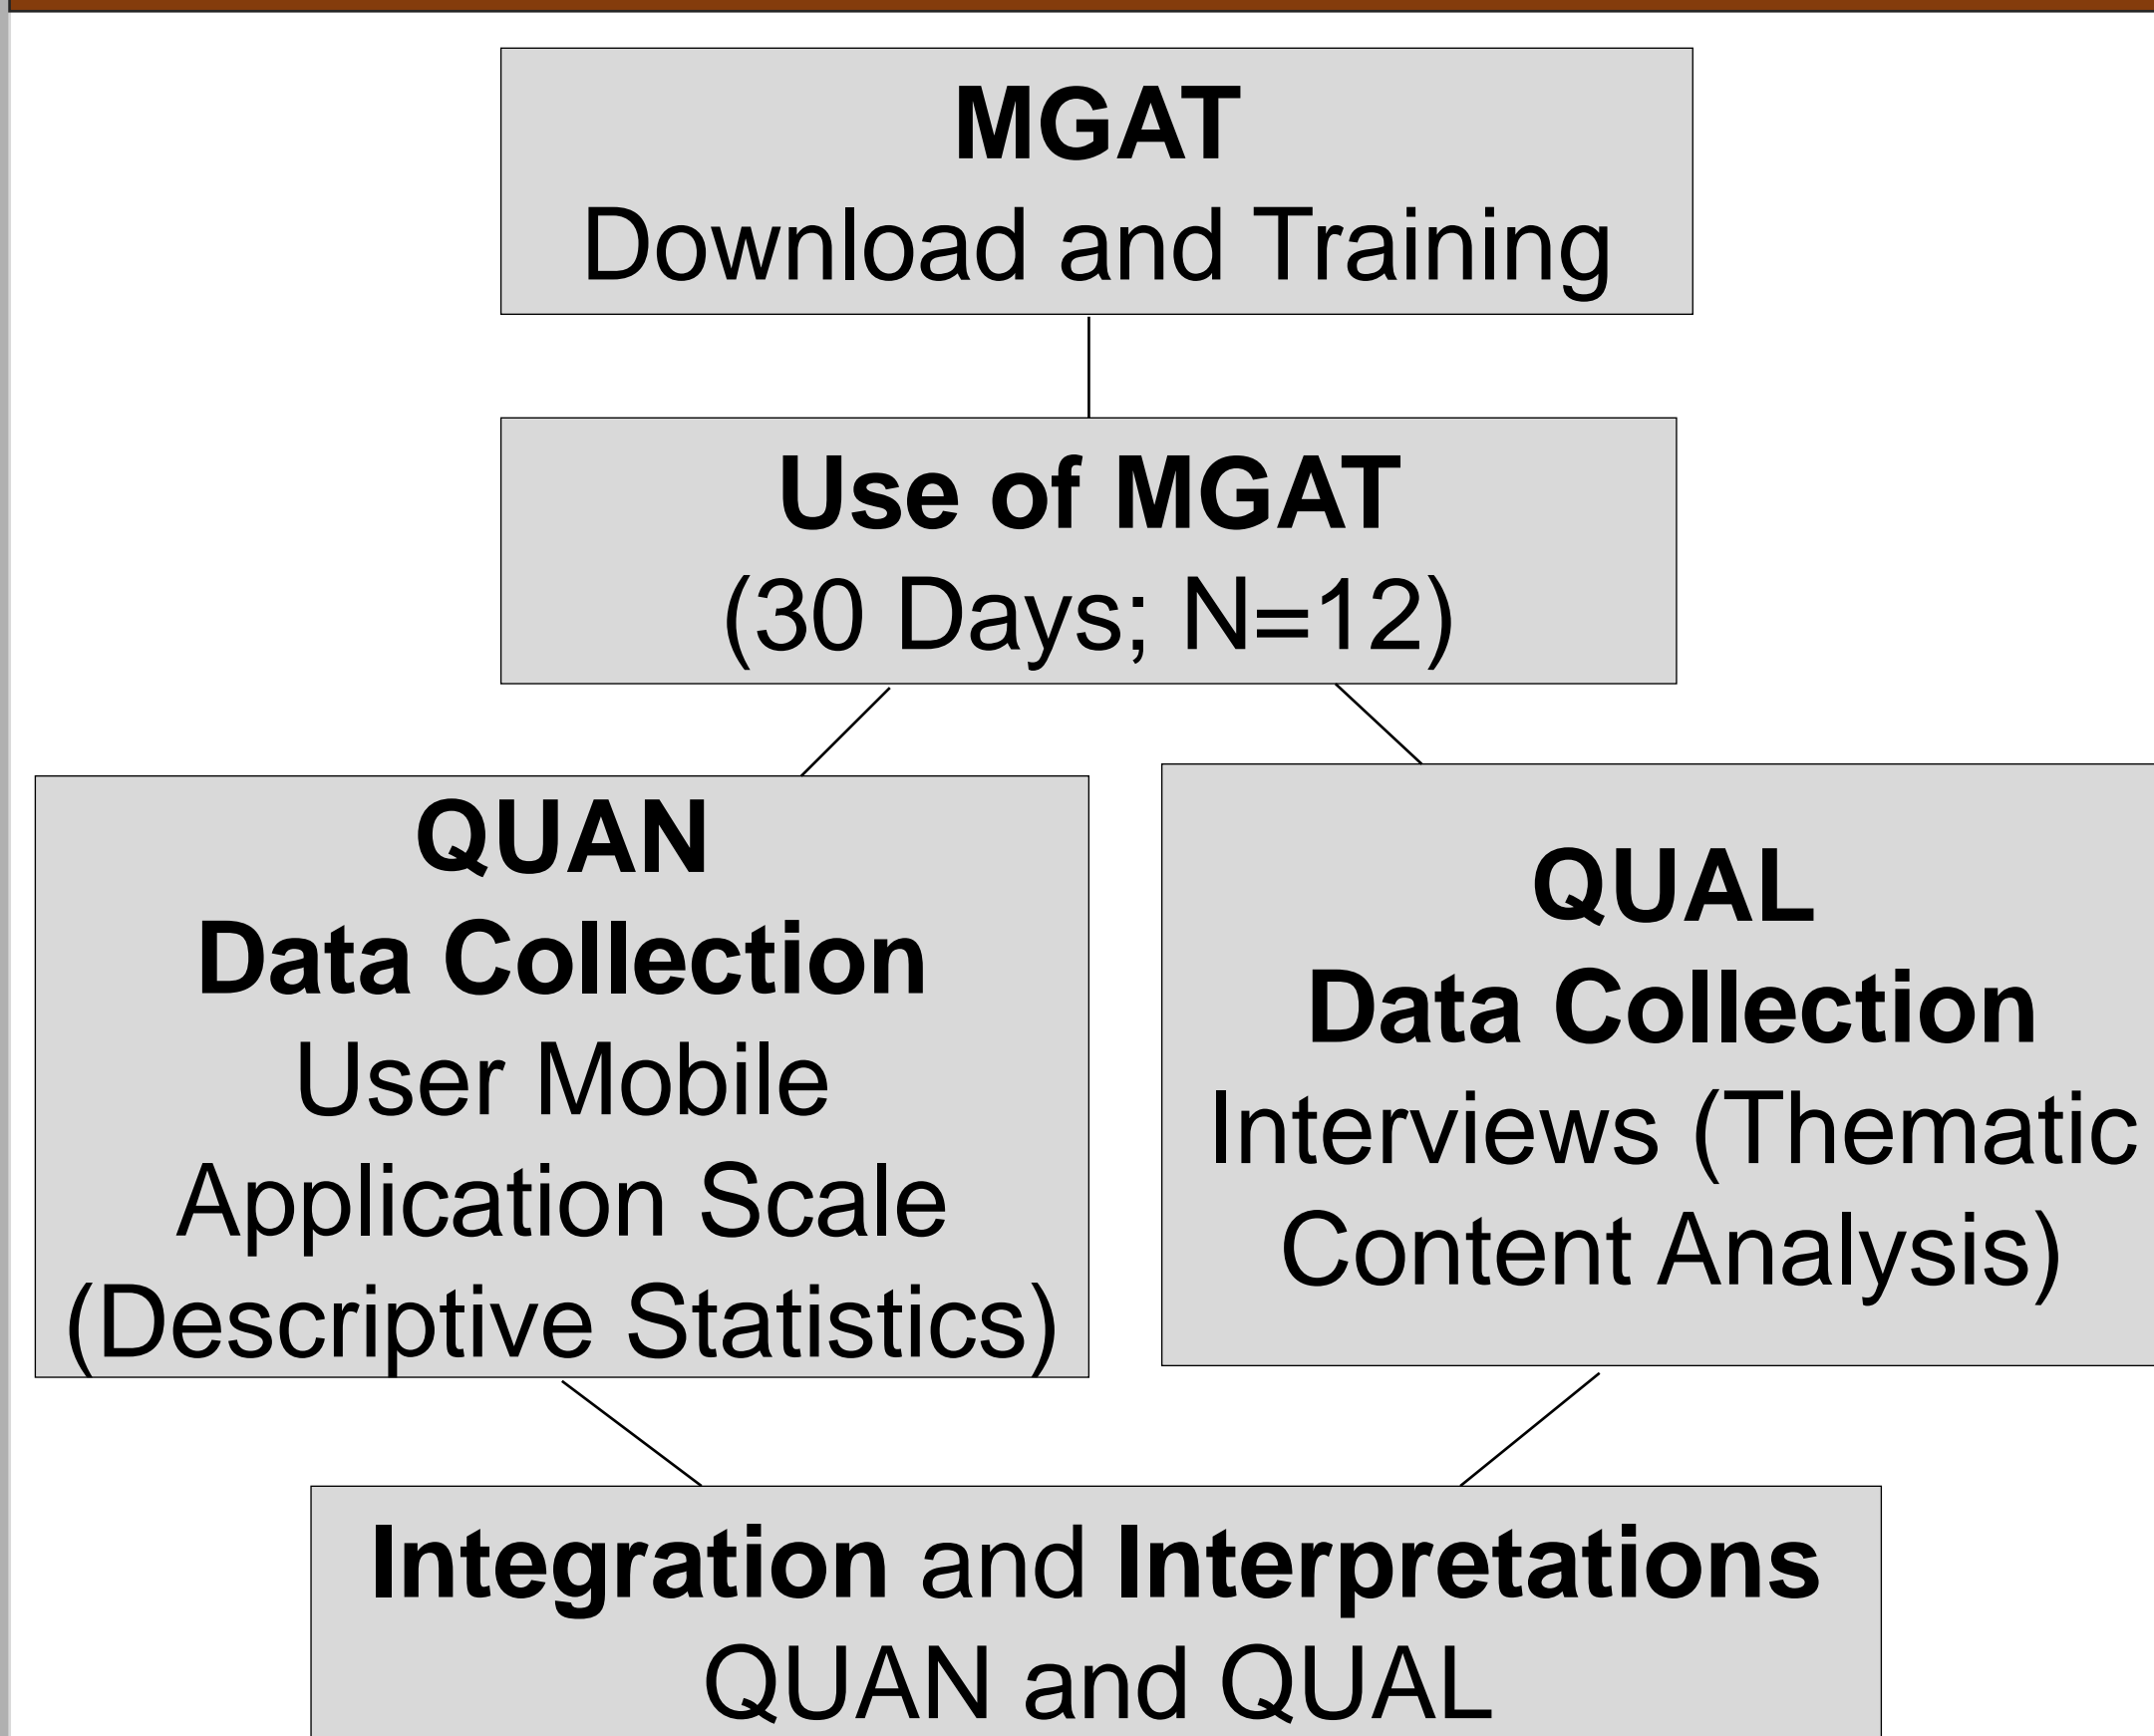 MGAT
Download and Training
Use of MGAT
(30 Days; N=12)
QUAN
Data Collection
User Mobile
Application Scale
(Descriptive Statistics)
QUAL
Data Collection
Interviews (Thematic
Content Analysis)
Integration and Interpretations
QUAN and QUAL